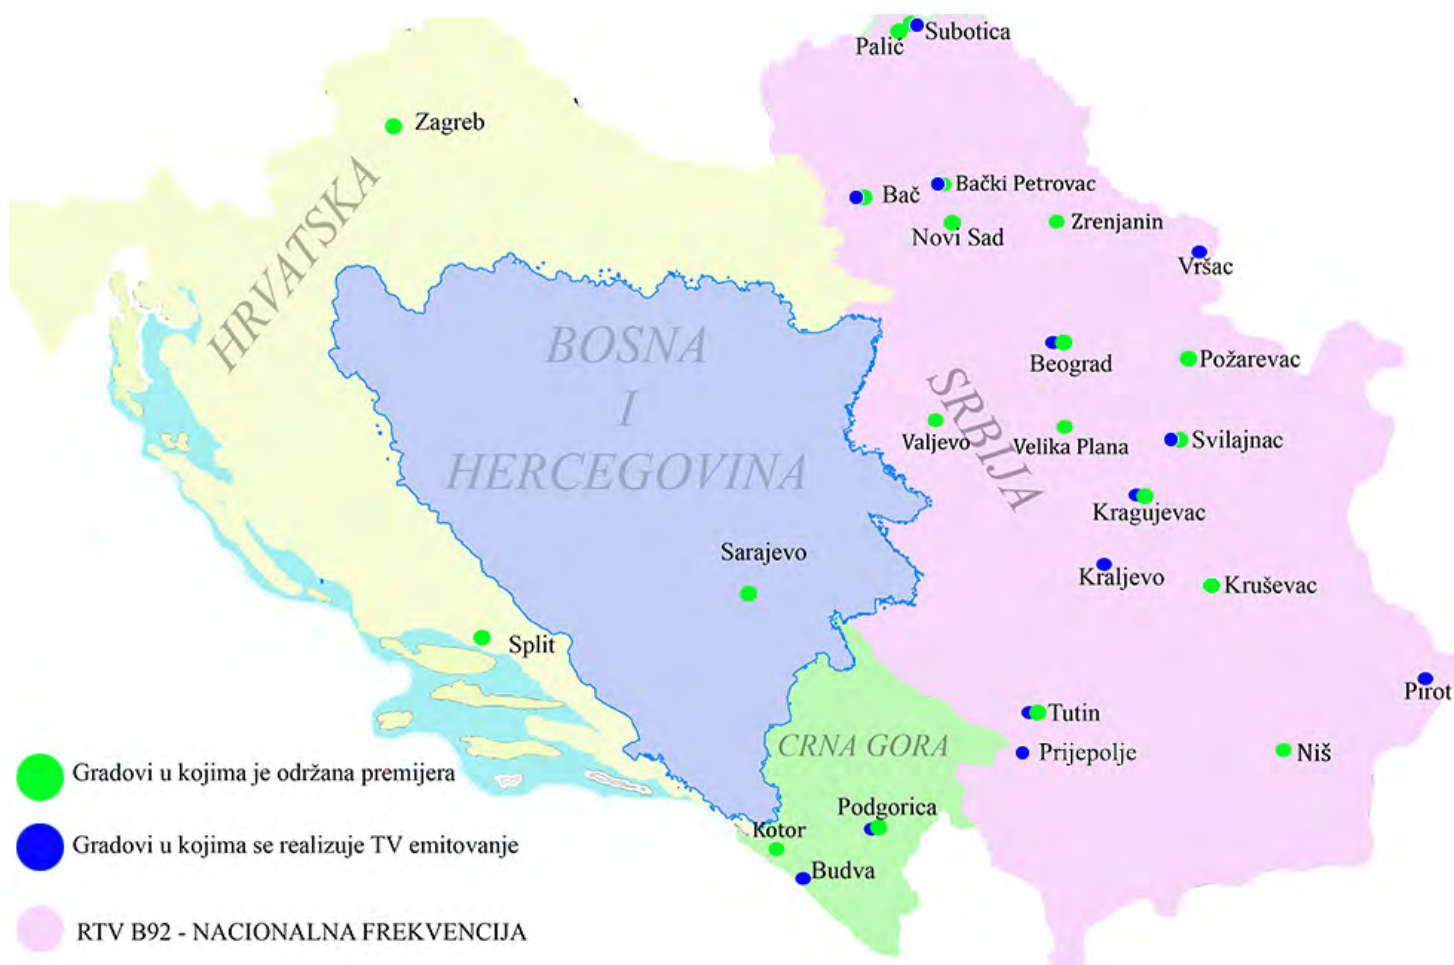 Palić
Subotica
Zagreb
HRVATSKA
Bač
Bački Petrovac
Novi Sad
Zrenjanin
Vršac
BOSNA
I
HERCEGOVINA
SRBIJA
Beograd
Požarevac
Valjevo
Velika Plana
Svilajnac
Kragujevac
Sarajevo
Kraljevo
Kruševac
Split
Pirot
Tutin
CRNA GORA
Prijepolje
Niš
Gradovi u kojima je održana premijera
Podgorica
Kotor
Gradovi u kojima se realizuje TV emitovanje
Budva
RTV B92 - NACIONALNA FREKVENCIJA